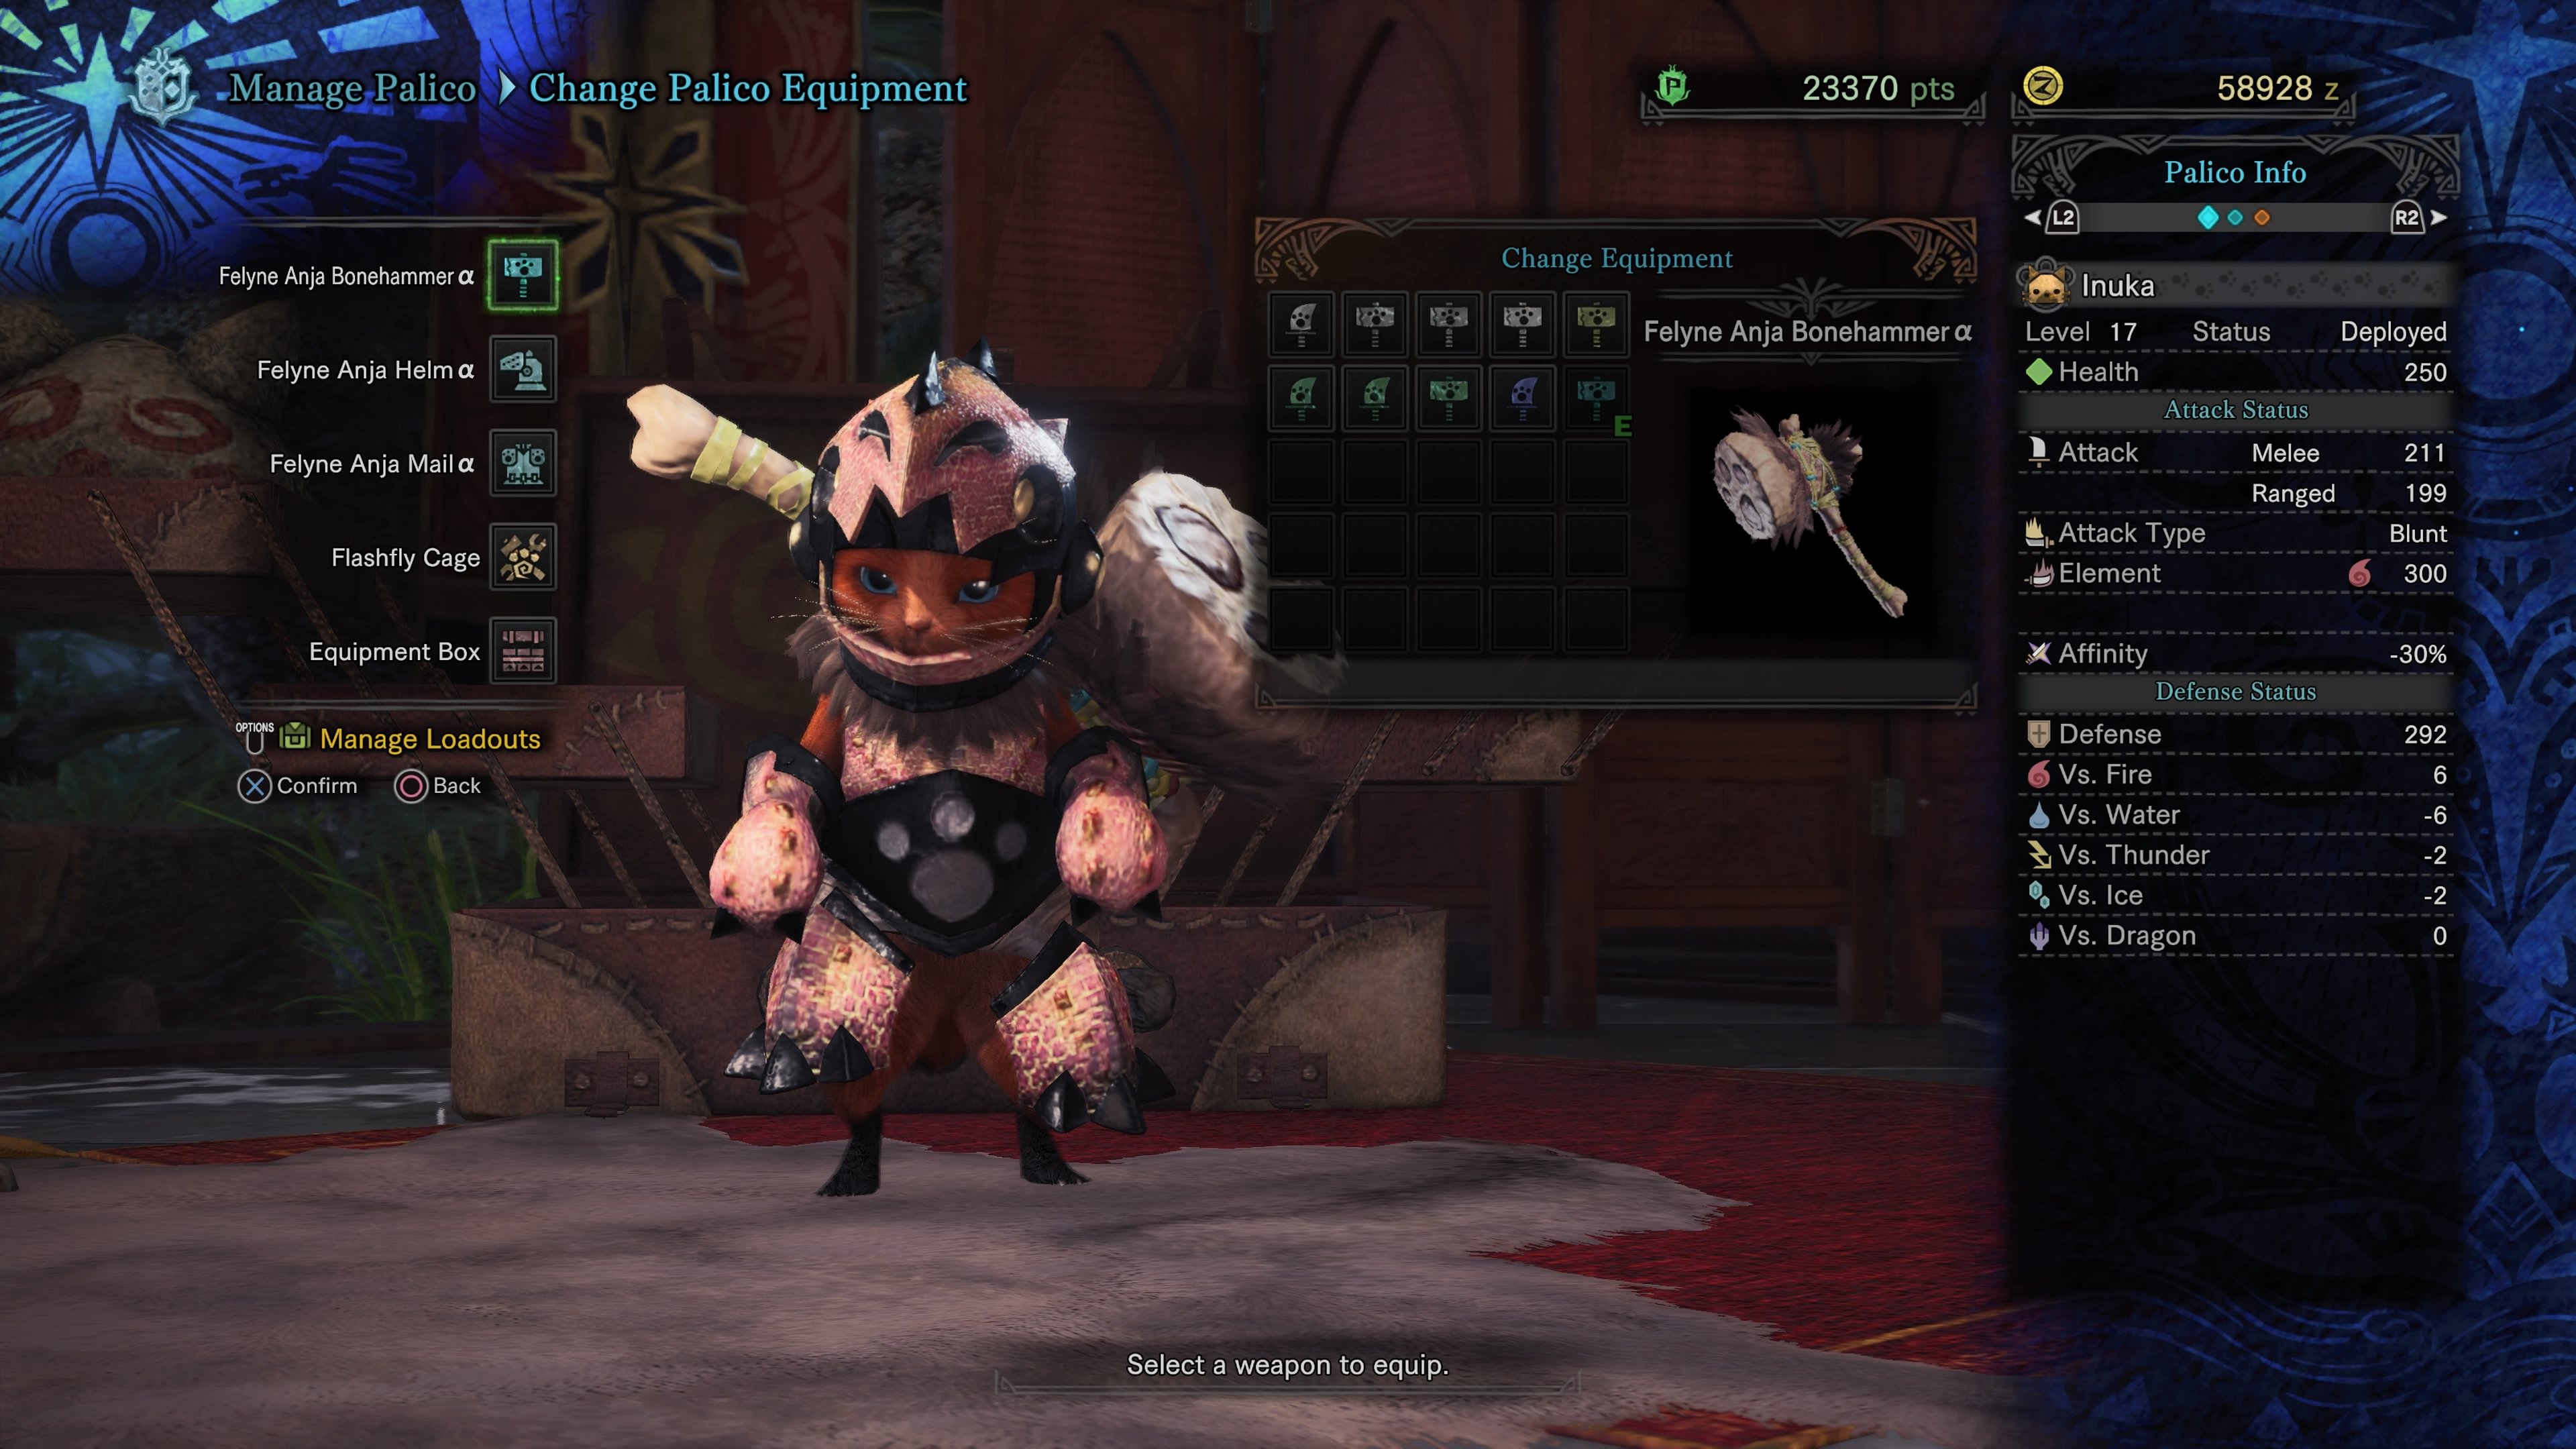 Manage Palico Change Palico Equipment
23370 pts
58928 z
Felyne Anja Bonehammer α
Felyne Anja Helm α
Felyne Anja Mail α
Flashfly Cage
Equipment Box
OPTIONS
Manage Loadouts
Confirm Back
Change Equipment
Felyne Anja Bonehammer α
E
Palico Info
L2 R2
Inuka
Level 17 Status Deployed
Health 250
Attack Status
Attack Melee 211
Ranged 199
Attack Type Blunt
Element 300
Affinity -30%
Defense Status
Defense 292
Vs. Fire 6
Vs. Water -6
Vs. Thunder -2
Vs. Ice -2
Vs. Dragon 0
Select a weapon to equip.